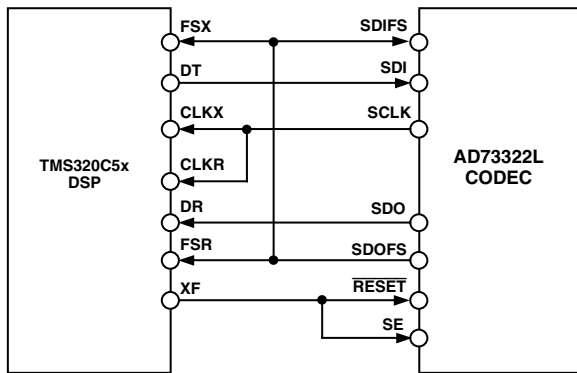 FSX SDIFS
DT SDI
CLKX SCLK
CLKR
TMS320C5x
DSP
AD73322L
CODEC
DR SDO
FSR SDOFS
XF RESET
SE